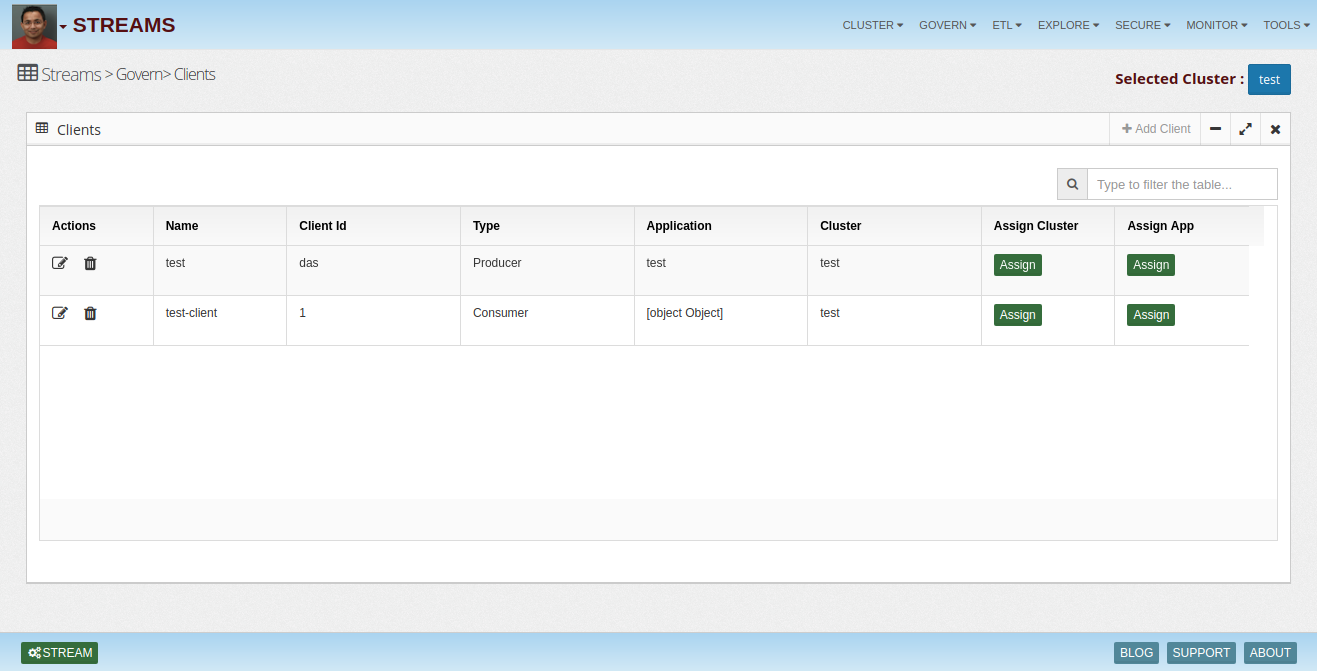 STREAMS CLUSTER GOVERN ETL EXPLORE SECURE MONITOR TOOLS
Streams > Govern> Clients
Selected Cluster : test
Clients Add Client
Type to filter the table...
Actions Name Client Id Type Application Cluster Assign Cluster Assign App
test das Producer test test Assign Assign
test-client 1 Consumer [object Object] test Assign Assign
STREAM BLOG SUPPORT ABOUT